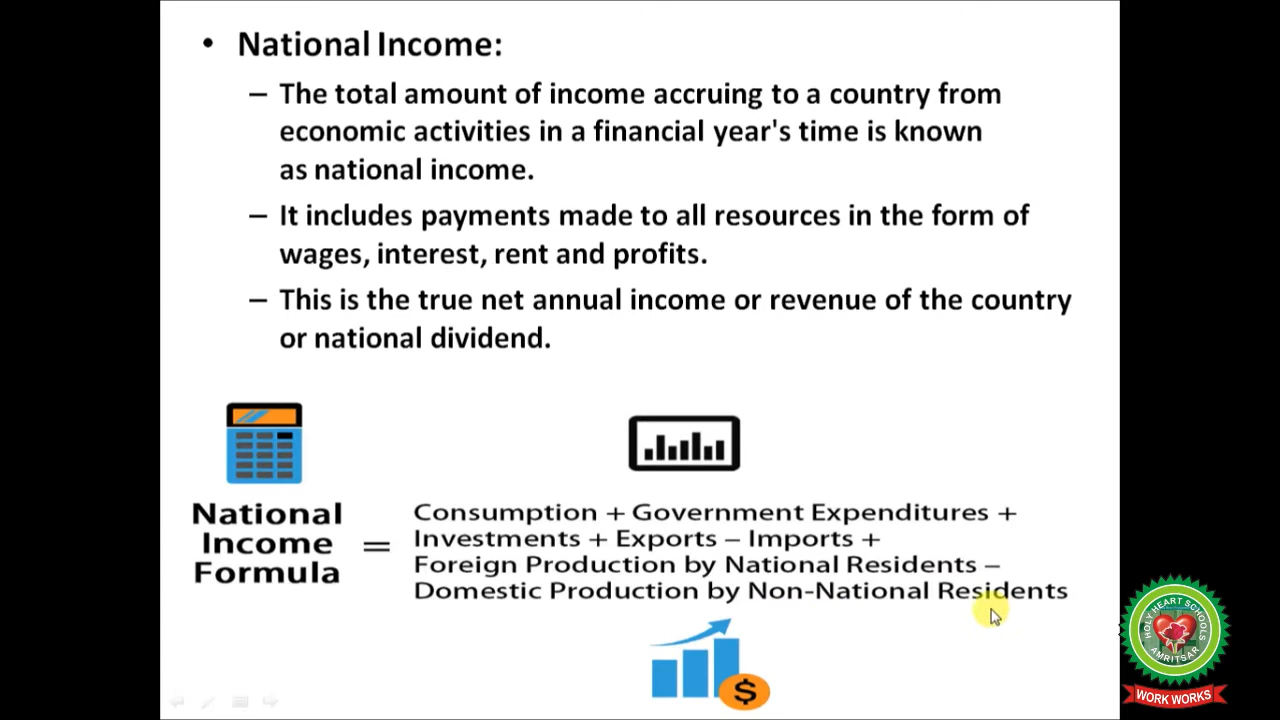 • National Income:
– The total amount of income accruing to a country from
economic activities in a financial year's time is known
as national income.
– It includes payments made to all resources in the form of
wages, interest, rent and profits.
– This is the true net annual income or revenue of the country
or national dividend.
National
Income
Formula
=
Consumption + Government Expenditures +
Investments + Exports – Imports +
Foreign Production by National Residents –
Domestic Production by Non-National Residents
$
HOLY HEART SCHOOLS
AMRITSAR
WORK WORKS